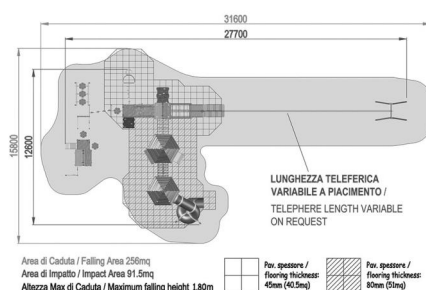 31600
27700
15800
12600
LUNGHEZZA TELEFERICA
VARIABILE A PIACIMENTO /
TELEPHERE LENGTH VARIABLE
ON REQUEST
Area di Caduta / Falling Area 256mq
Area di Impatto / Impact Area 91.5mq
Altezza Max di Caduta / Maximum falling height 1.80m
Pav. spessore /
flooring thickness:
45mm (40.5mq)
Pav. spessore /
flooring thickness:
80mm (51mq)